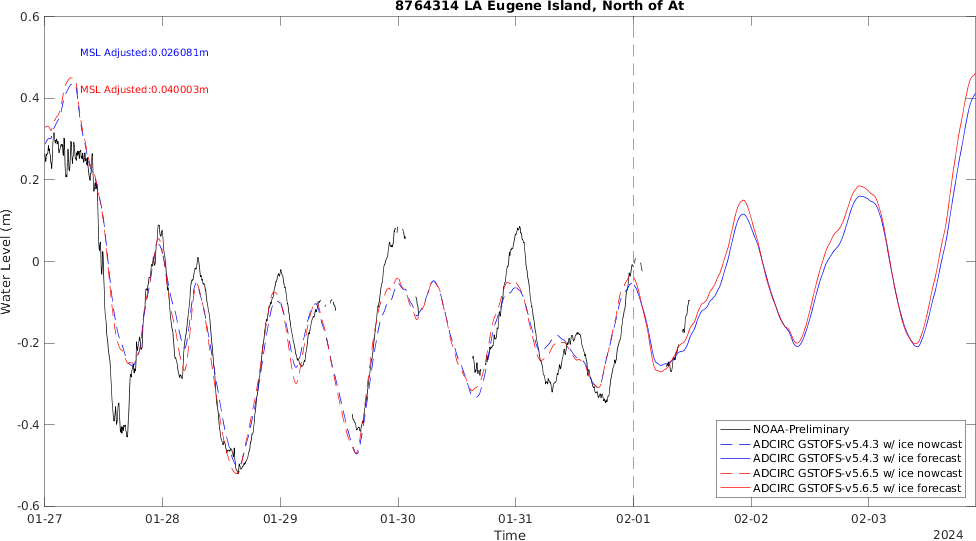 8764314 LA Eugene Island, North of At
MSL Adjusted:0.026081m
MSL Adjusted:0.040003m
Water Level (m)
0.6
0.4
0.2
0
-0.2
-0.4
-0.6
NOAA-Preliminary
ADCIRC GSTOFS-v5.4.3 w/ ice nowcast
ADCIRC GSTOFS-v5.4.3 w/ ice forecast
ADCIRC GSTOFS-v5.6.5 w/ ice nowcast
ADCIRC GSTOFS-v5.6.5 w/ ice forecast
01-27 01-28 01-29 01-30 01-31 02-01 02-02 02-03
Time
2024